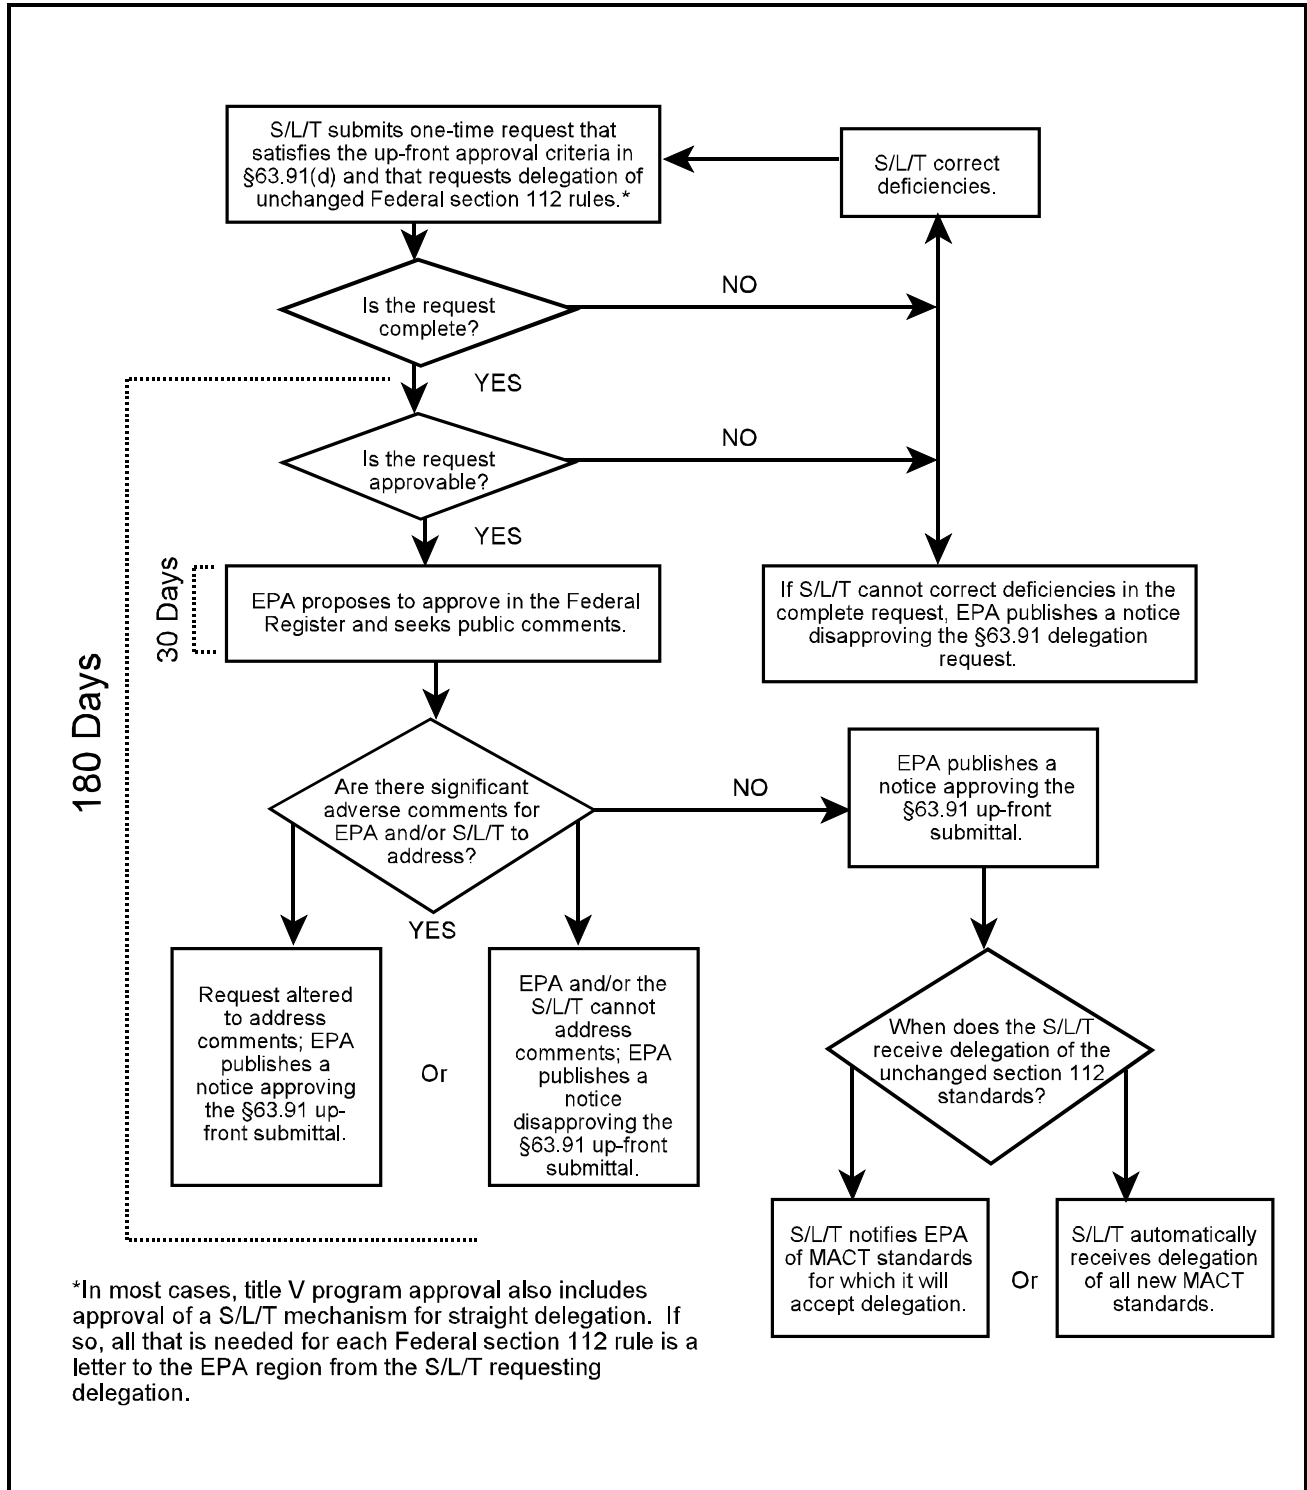 S/L/T submits one-time request that
satisfies the up-front approval criteria in
§63.91(d) and that requests delegation of
unchanged Federal section 112 rules.*
S/L/T correct
deficiencies.
Is the request
complete?
NO
YES
Is the request
approvable?
NO
YES
30 Days
EPA proposes to approve in the Federal
Register and seeks public comments.
If S/L/T cannot correct deficiencies in the
complete request, EPA publishes a notice
disapproving the §63.91 delegation
request.
180 Days
Are there significant
adverse comments for
EPA and/or S/L/T to
address?
NO
YES
EPA publishes a
notice approving the
§63.91 up-front
submittal.
Request altered
to address
comments; EPA
publishes a
notice approving
the §63.91 up-
front submittal.
Or
EPA and/or the
S/L/T cannot
address
comments; EPA
publishes a
notice
disapproving the
§63.91 up-front
submittal.
When does the S/L/T
receive delegation of the
unchanged section 112
standards?
S/L/T notifies EPA
of MACT standards
for which it will
accept delegation.
Or
S/L/T automatically
receives delegation
of all new MACT
standards.
*In most cases, title V program approval also includes
approval of a S/L/T mechanism for straight delegation.  If
so, all that is needed for each Federal section 112 rule is a
letter to the EPA region from the S/L/T requesting
delegation.